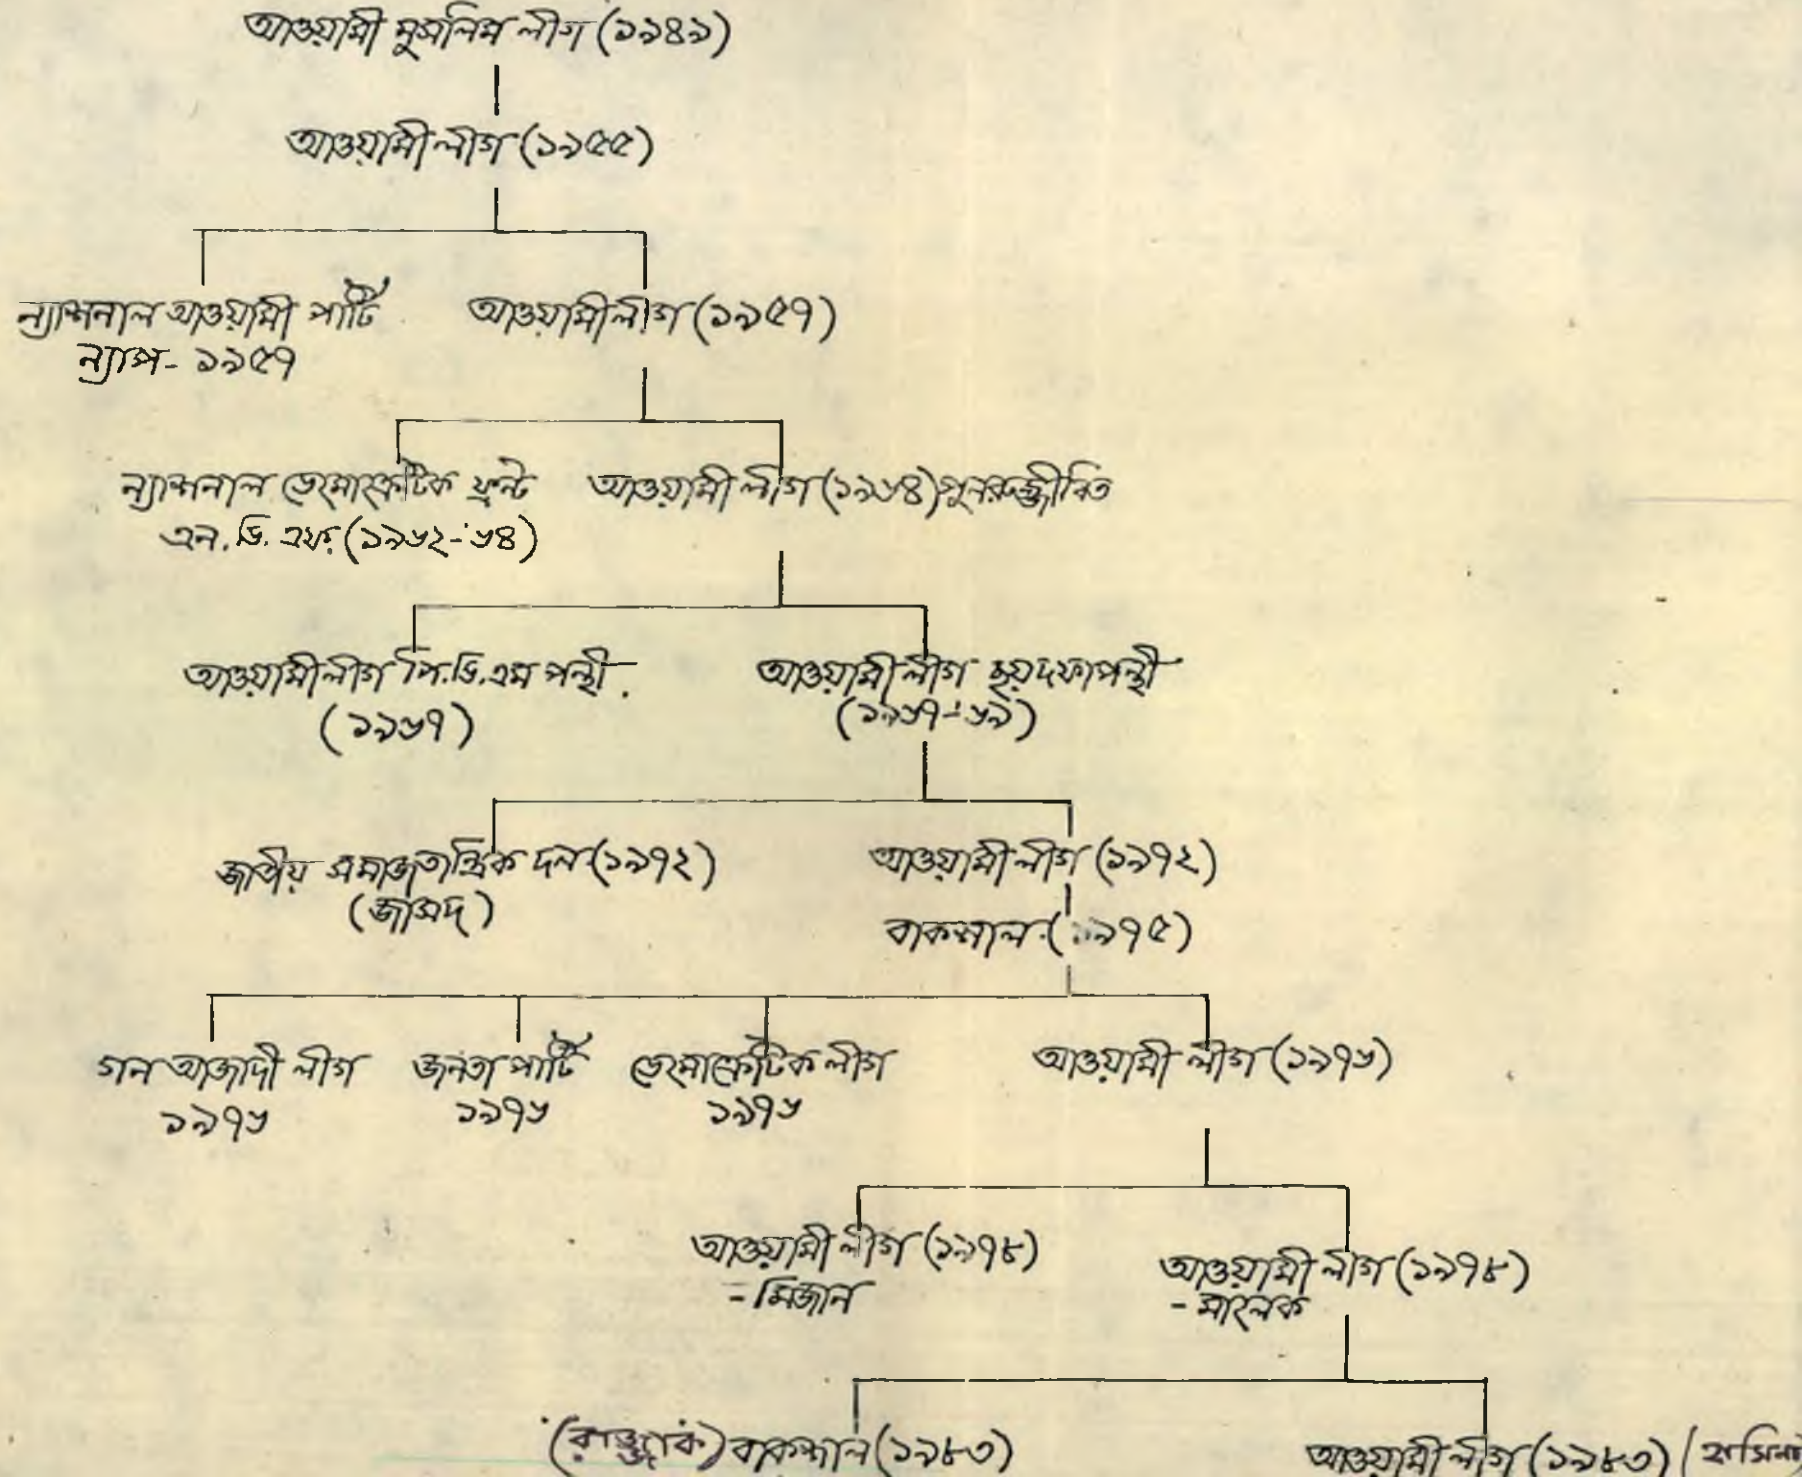 আওয়ামী মুসলিম লীগ (১৯৪৯)
আওয়ামী লীগ (১৯৫৫)
ন্যাশনাল আওয়ামী পার্টি
ন্যাপ - ১৯৫৭
আওয়ামী লীগ (১৯৫৭)
ন্যাশনাল ডেমোক্রেটিক ফ্রন্ট
এন. ডি. এফ. (১৯৬২-'৬৪)
আওয়ামী লীগ (১৯৬৪) পুনরুজ্জীবিত
আওয়ামী লীগ পি.ডি.এম পন্থী.
(১৯৬৭)
আওয়ামী লীগ ছয়দফাপন্থী
(১৯৬৭-'৬৯)
জাতীয় সমাজতান্ত্রিক দল (১৯৭২)
(জাসদ)
আওয়ামী লীগ (১৯৭২)
বাকশাল (১৯৭৫)
গন আজাদী লীগ
১৯৭৬
জনতা পার্টি
১৯৭৬
ডেমোক্রেটিক লীগ
১৯৭৬
আওয়ামী লীগ (১৯৭৬)
আওয়ামী লীগ (১৯৭৮)
- মিজান
আওয়ামী লীগ (১৯৭৮)
- মালেক
(রাজ্জাক) বাকশাল (১৯৮৩)
আওয়ামী লীগ (১৯৮৩) (হাসিনা